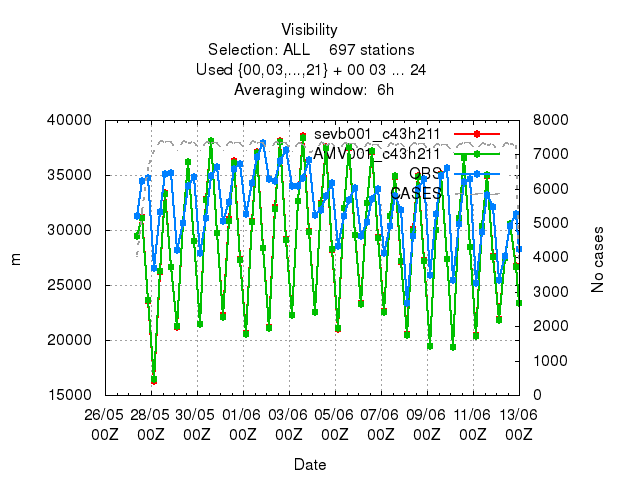 Visibility
Selection: ALL 697 stations
Used {00,03,...,21} + 00 03 ... 24
Averaging window: 6h
40000
35000
30000
25000
20000
15000
m
8000
7000
6000
5000
4000
3000
2000
1000
0
No cases
sevb001_c43h211
AMV001_c43h211
OBS
CASES
26/05 28/05 30/05 01/06 03/06 05/06 07/06 09/06 11/06 13/06
00Z 00Z 00Z 00Z 00Z 00Z 00Z 00Z 00Z 00Z
Date